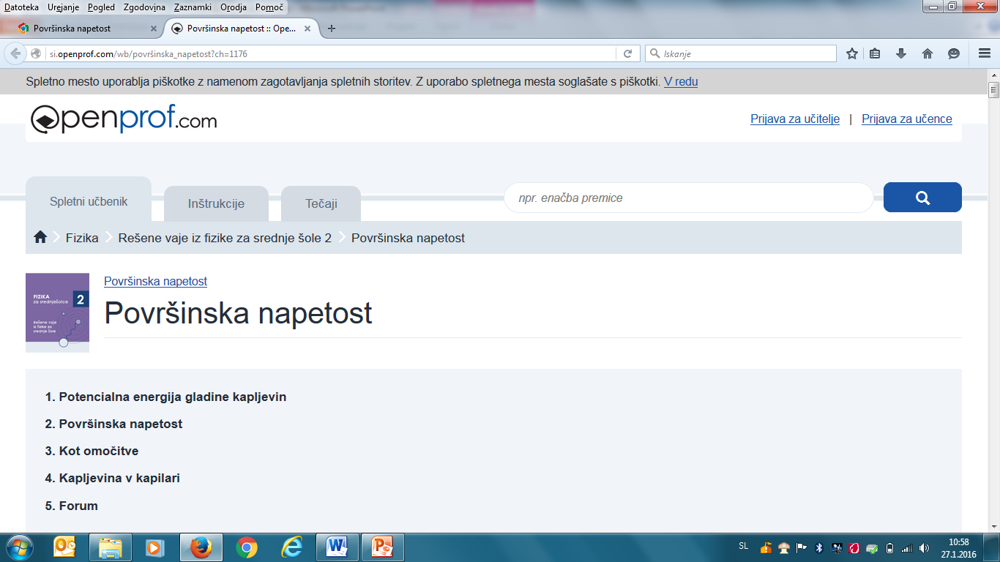 Datoteka Urejanje Pogled Zgodovina Zaznamki Orodja Pomoč
Površinska napetost
Površinska napetost :: Ope...
si.openprof.com/wb/površinska_napetost?ch=1176
Iskanje
Spletno mesto uporablja piškotke z namenom zagotavljanja spletnih storitev. Z uporabo spletnega mesta soglašate s piškotki. V redu
Openprof.com
Prijava za učitelje | Prijava za učence
Spletni učbenik
Inštrukcije
Tečaji
npr. enačba premice
Fizika
Rešene vaje iz fizike za srednje šole 2
Površinska napetost
FIZIKA
za srednješolce
2
Rešene vaje
iz fizike za
srednje šole
Površinska napetost
Površinska napetost
1. Potencialna energija gladine kapljevin
2. Površinska napetost
3. Kot omočitve
4. Kapljevina v kapilari
5. Forum
SL
10:58
27.1.2016